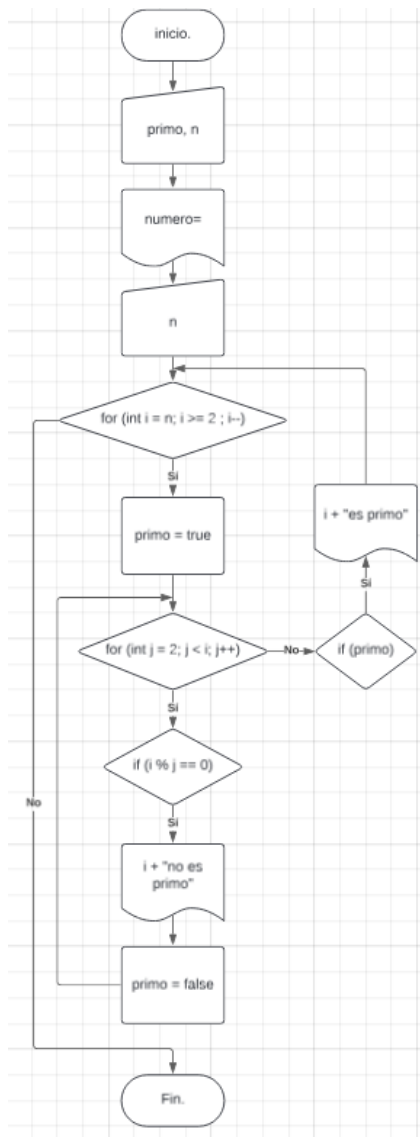 inicio.
primo, n
numero=
n
for (int i = n; i >= 2 ; i--)
Si
primo = true
i + "es primo"
Si
for (int j = 2; j < i; j++)
No
if (primo)
Si
if (i % j == 0)
No
Si
i + "no es
primo"
primo = false
Fin.